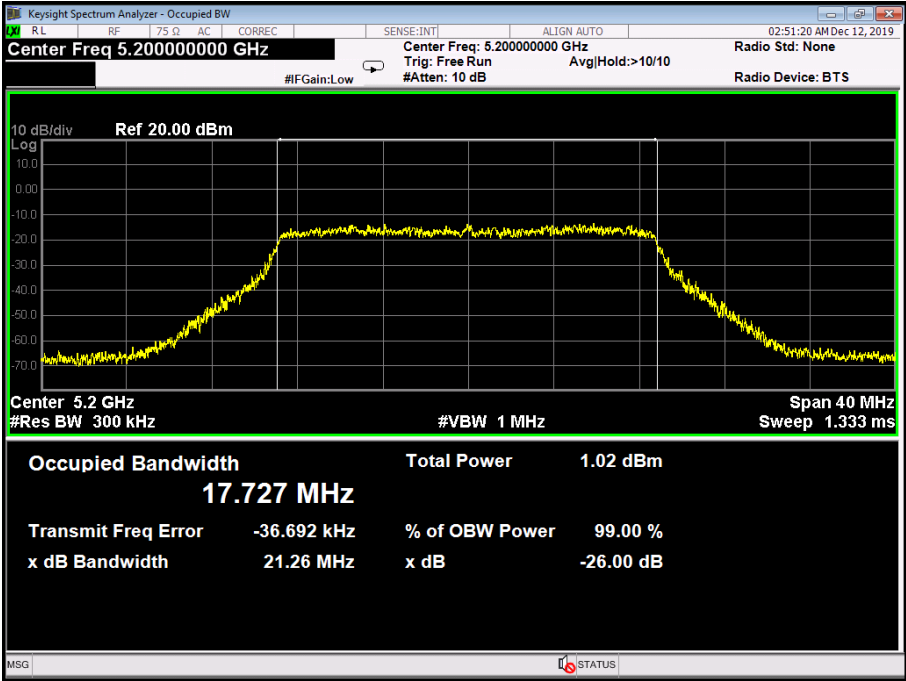 Keysight Spectrum Analyzer - Occupied BW
LXI RL RF 75 Ω AC CORREC SENSE:INT ALIGN AUTO 02:51:20 AM Dec 12, 2019
Center Freq 5.200000000 GHz Center Freq: 5.200000000 GHz Radio Std: None
Trig: Free Run Avg|Hold:>10/10
#IFGain:Low #Atten: 10 dB Radio Device: BTS
10 dB/div Ref 20.00 dBm
Log
10.0
0.00
-10.0
-20.0
-30.0
-40.0
-50.0
-60.0
-70.0
Center 5.2 GHz Span 40 MHz
#Res BW 300 kHz #VBW 1 MHz Sweep 1.333 ms
Occupied Bandwidth Total Power 1.02 dBm
17.727 MHz
Transmit Freq Error -36.692 kHz % of OBW Power 99.00 %
x dB Bandwidth 21.26 MHz x dB -26.00 dB
MSG STATUS